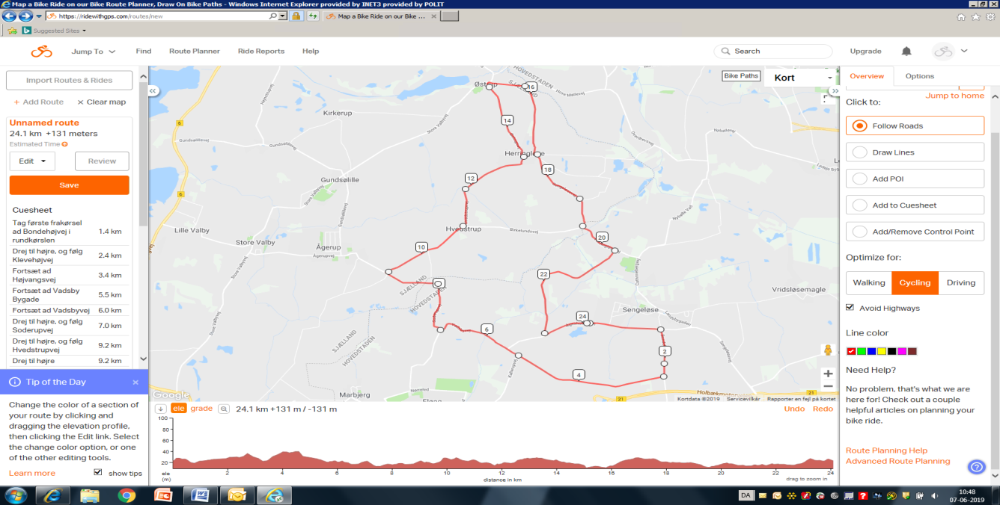 Map a Bike Ride on our Bike Route Planner, Draw On Bike Paths - Windows Internet Explorer provided by INET3 provided by POLIT
https://ridewithgps.com/routes/new
Map a Bike Ride on our Bike ...
Suggested Sites
Jump To
Find
Route Planner
Ride Reports
Help
Search
Upgrade
Import Routes & Rides
+ Add Route
× Clear map
Unnamed route
24.1 km +131 meters
Estimated Time
Edit
Review
Save
Cuesheet
Tag første frakørsel
ad Bondehøjvej i
rundkørslen
1.4 km
Drej til højre, og følg
Klevehøjvej
2.4 km
Fortsæt ad
Højvangsvej
3.4 km
Fortsæt ad Vadsby
Bygade
5.5 km
Fortsæt ad Vadsbyvej
6.0 km
Drej til højre, og følg
Soderupvej
7.0 km
Drej til højre, og følg
Hvedstrupvej
9.2 km
Drej til højre
9.2 km
Tip of the Day
Change the color of a section
of your route by clicking and
dragging the elevation profile,
then clicking the Edit link. Select
the change color option, or one
of the other editing tools.
Learn more
show tips
Bike Paths
Kort
HOVEDSTADEN
SJÆLLAND
16
14
Kirkerup
Store Valbyvej
Gundsøllevej
6
18
12
Gundsølille
6
Lille Valby
Store Valby
Ågerup
Ågerupvej
Hvedstrup
Birkelundsvej
20
10
22
SJÆLLAND
HOVEDSTADEN
Vridsløsemagle
Sengeløse
24
6
2
4
SJÆLLAND
HOVEDSTADEN
Marbjerg
21
21
Google
Kortdata ©2019
Servicevilkår
Rapporter en fejl på kortet
ele
grade
24.1 km +131 m / -131 m
Undo
Redo
100
80
60
40
20
ele
(m)
2
4
6
8
10
12
14
16
18
20
22
24
distance in km
drag to zoom in
Overview
Options
Jump to home
Click to:
Follow Roads
Draw Lines
Add POI
Add to Cuesheet
Add/Remove Control Point
Optimize for:
Walking
Cycling
Driving
Avoid Highways
Line color
Need Help?
No problem, that's what we
are here for! Check out a couple
helpful articles on planning your
bike ride.
Route Planning Help
Advanced Route Planning
DA
10:48
07-06-2019